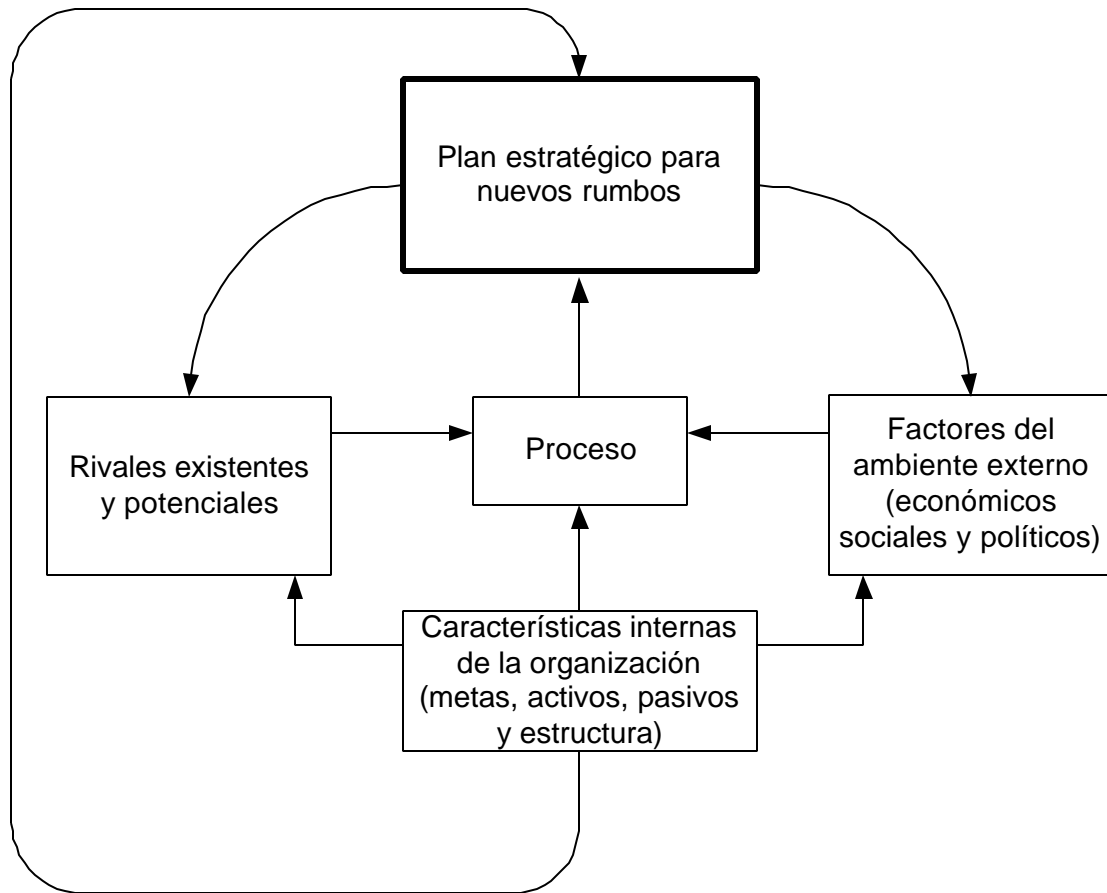 Plan estratégico para
nuevos rumbos
Rivales existentes
y potenciales
Proceso
Factores del
ambiente externo
(económicos
sociales y políticos)
Características internas
de la organización
(metas, activos, pasivos
y estructura)